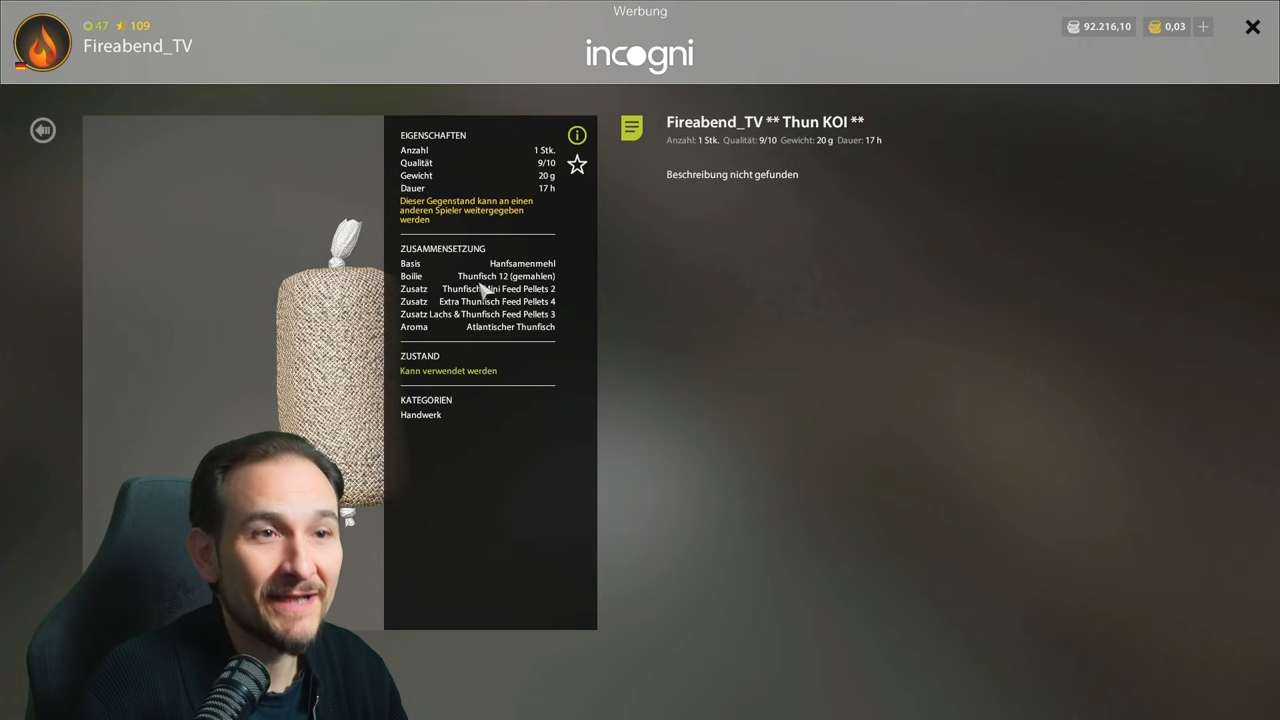 Werbung
incogni
47 109
Fireabend_TV
92.216,10
0,03
EIGENSCHAFTEN
Anzahl 1 Stk.
Qualität 9/10
Gewicht 20 g
Dauer 17 h
Dieser Gegenstand kann an einen
anderen Spieler weitergegeben
werden
ZUSAMMENSETZUNG
Basis Hanfsamenmehl
Boilie Thunfisch 12 (gemahlen)
Zusatz Feed Pellets 2
Zusatz Extra Thunfisch Feed Pellets 4
Zusatz Lachs & Thunfisch Feed Pellets 3
Aroma Atlantischer Thunfisch
ZUSTAND
Kann verwendet werden
KATEGORIEN
Handwerk
Fireabend_TV ** Thun KOI **
Anzahl: 1 Stk. Qualität: 9/10 Gewicht: 20 g Dauer: 17 h
Beschreibung nicht gefunden